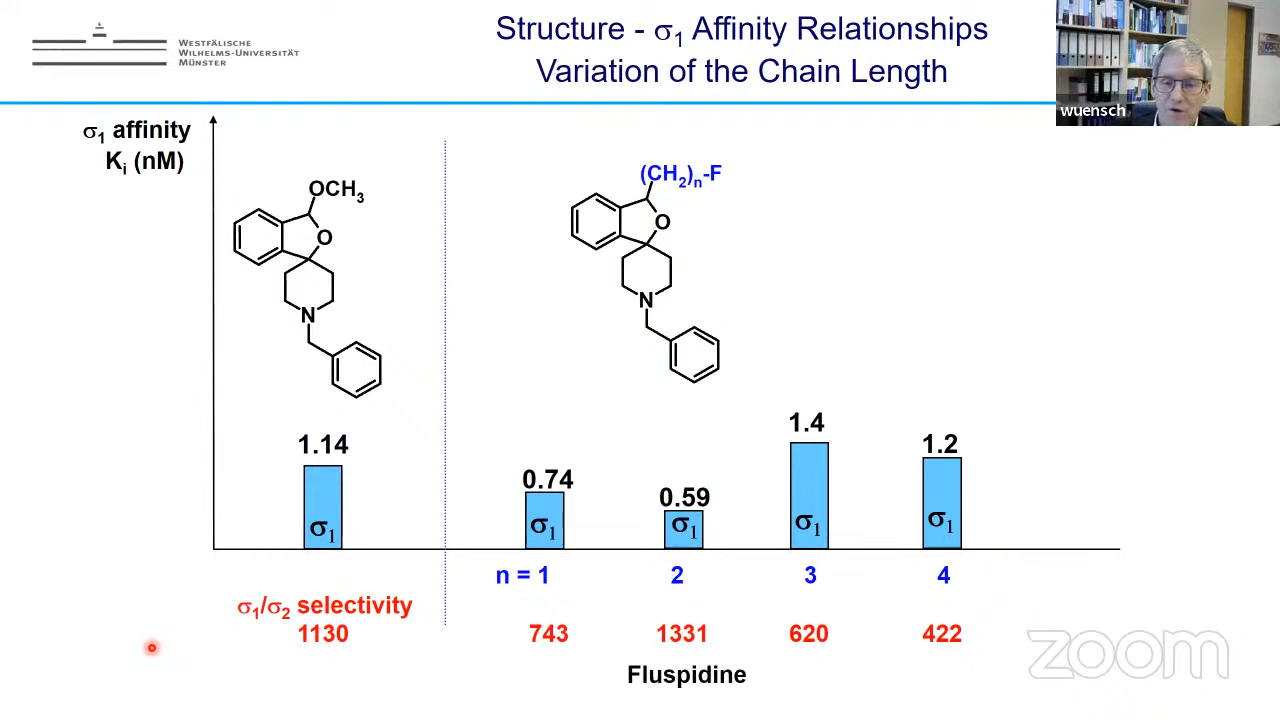 WESTFÄLISCHE
WILHELMS-UNIVERSITÄT
MÜNSTER
Structure - σ1 Affinity Relationships
Variation of the Chain Length
wuensch
σ1 affinity
Ki (nM)
OCH3
O
N
(CH2)n-F
O
N
1.14
0.74
0.59
1.4
1.2
σ1
σ1
σ1
σ1
σ1
n = 1
2
3
4
σ1/σ2 selectivity
1130
743
1331
620
422
Fluspidine
zoom